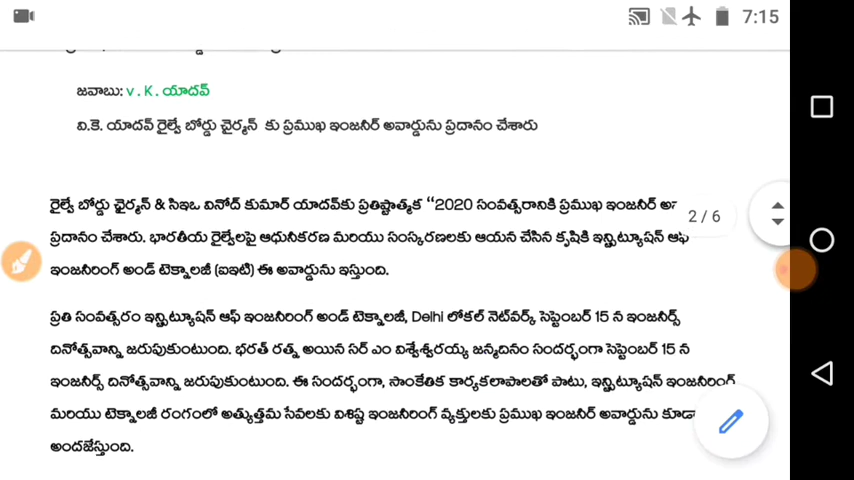 7:15
జవాబు: v . K . యాదవ్
వి.కె. యాదవ్ రైల్వే బోర్డు చైర్మన్ కు ప్రముఖ ఇంజనీర్ అవార్డును ప్రదానం చేశారు
రైల్వే బోర్డు ఛైర్మన్ & సిఇఒ వినోద్ కుమార్ యాదవ్‌కు ప్రతిష్టాత్మక “2020 సంవత్సరానికి ప్రముఖ ఇంజనీర్
2 / 6
ప్రదానం చేశారు. భారతీయ రైల్వేలపై ఆధునీకరణ మరియు సంస్కరణలకు ఆయన చేసిన కృషికి ఇన్స్టిట్యూషన్ ఆఫ్
ఇంజనీరింగ్ అండ్ టెక్నాలజీ (ఐఇటి) ఈ అవార్డును ఇస్తుంది.
ప్రతి సంవత్సరం ఇన్స్టిట్యూషన్ ఆఫ్ ఇంజనీరింగ్ అండ్ టెక్నాలజీ, Delhi లోకల్ నెట్‌వర్క్ సెప్టెంబర్ 15 న ఇంజనీర్స్
దినోత్సవాన్ని జరుపుకుంటుంది. భరత్ రత్న అయిన సర్ ఎం విశ్వేశ్వరయ్య జన్మదినం సందర్భంగా సెప్టెంబర్ 15 న
ఇంజనీర్స్ దినోత్సవాన్ని జరుపుకుంటుంది. ఈ సందర్భంగా, సాంకేతిక కార్యకలాపాలతో పాటు, ఇన్స్టిట్యూషన్ ఇంజనీరింగ్
మరియు టెక్నాలజీ రంగంలో అత్యుత్తమ సేవలకు విశిష్ట ఇంజనీరింగ్ వ్యక్తులకు ప్రముఖ ఇంజనీర్ అవార్డును కూడా
అందజేస్తుంది.